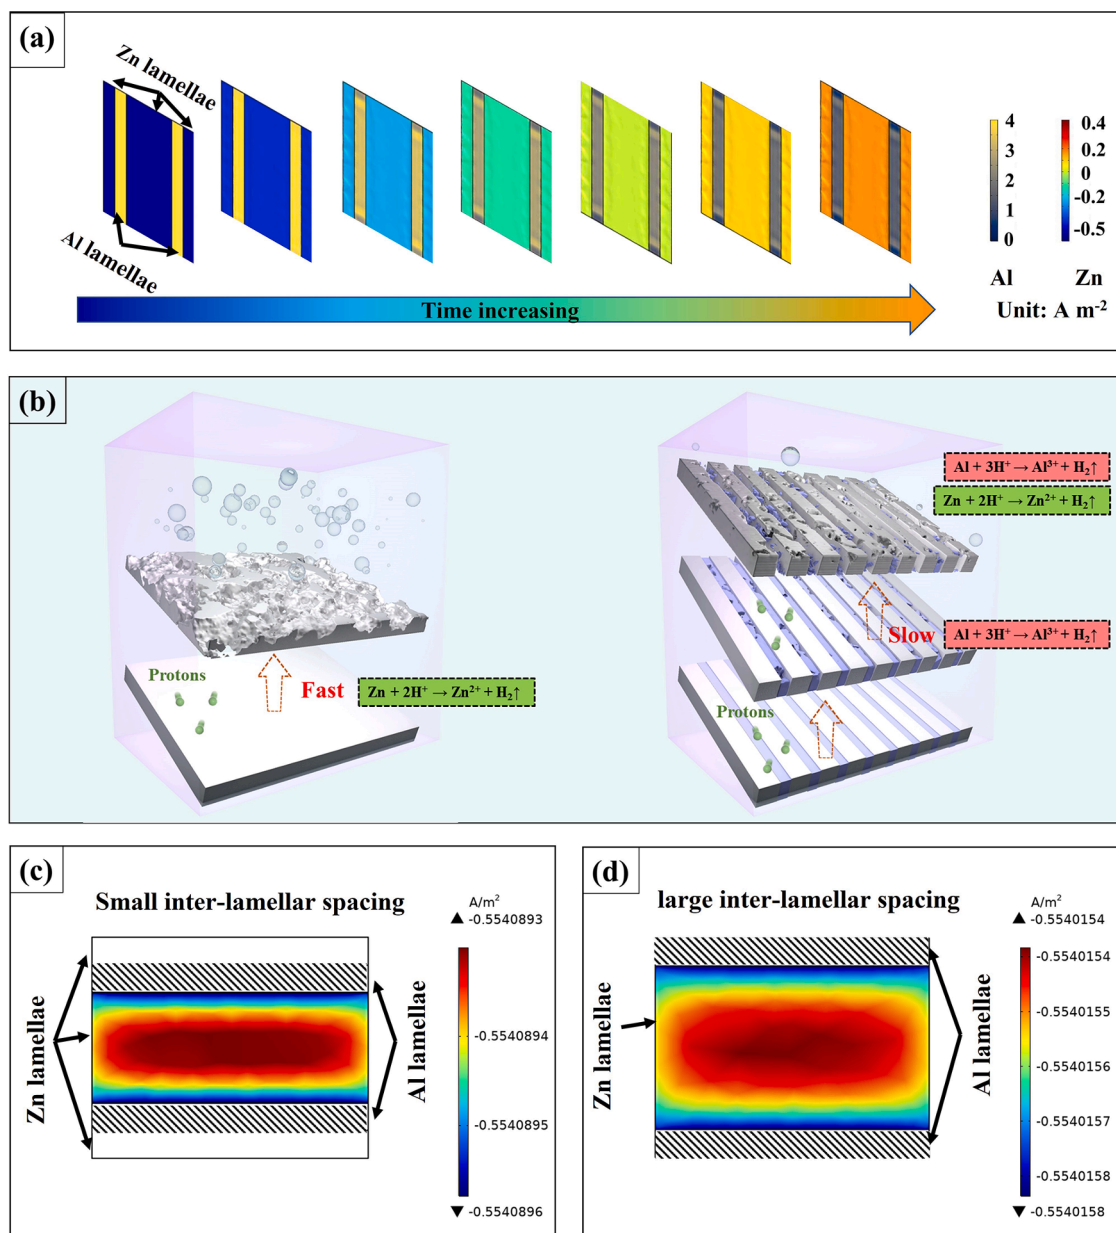 (a)
Zn lamellae
Al lamellae
Time increasing
4
3
2
1
0
Al
0.4
0.2
0
-0.2
-0.5
Zn
Unit: A m⁻²
(b)
Protons
Fast
Zn + 2H⁺ → Zn²⁺ + H₂↑
Al + 3H⁺ → Al³⁺ + H₂↑
Zn + 2H⁺ → Zn²⁺ + H₂↑
Slow
Al + 3H⁺ → Al³⁺ + H₂↑
Protons
(c)
Small inter-lamellar spacing
A/m²
▲ -0.5540893
-0.5540894
-0.5540895
▼ -0.5540896
Zn lamellae
Al lamellae
(d)
large inter-lamellar spacing
A/m²
▲ -0.5540154
-0.5540154
-0.5540155
-0.5540156
-0.5540157
-0.5540158
▼ -0.5540158
Zn lamellae
Al lamellae